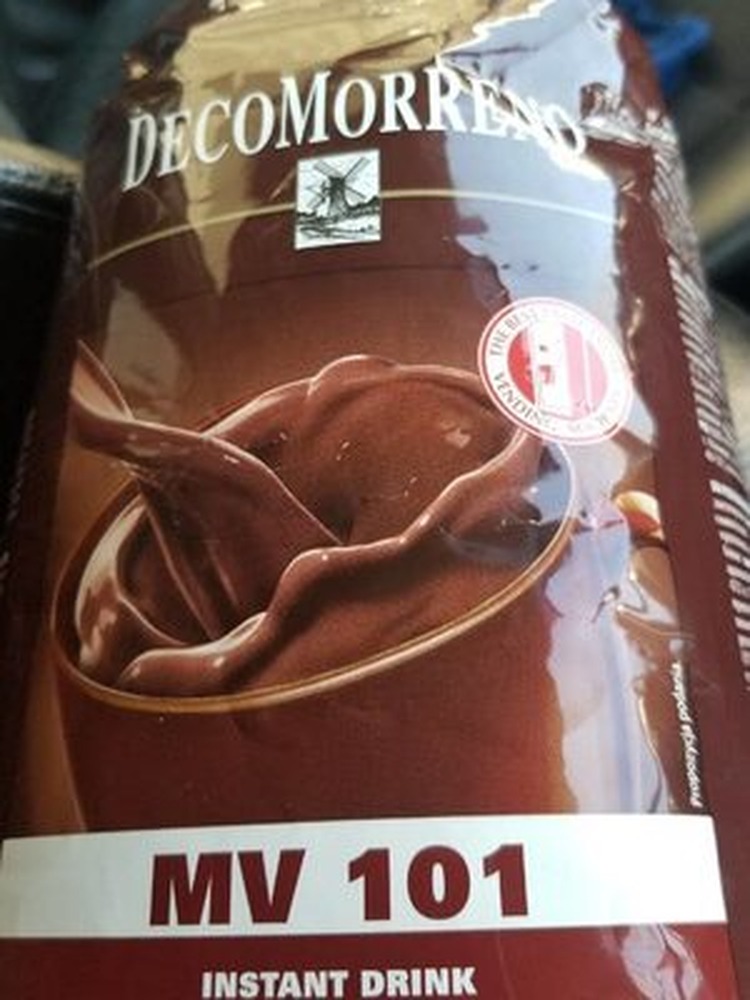 DECOMORRENO
THE BEST
VENDING
Propozycja podania
MV 101
INSTANT DRINK